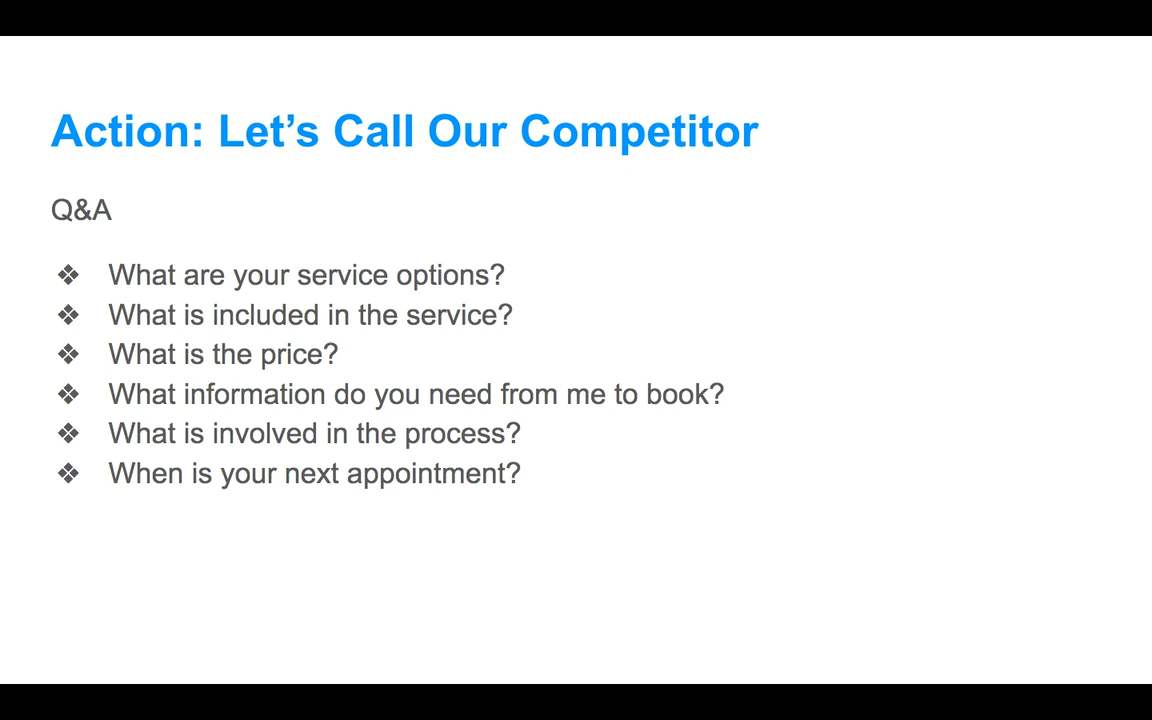 Action: Let’s Call Our Competitor
Q&A
❖ What are your service options?
❖ What is included in the service?
❖ What is the price?
❖ What information do you need from me to book?
❖ What is involved in the process?
❖ When is your next appointment?